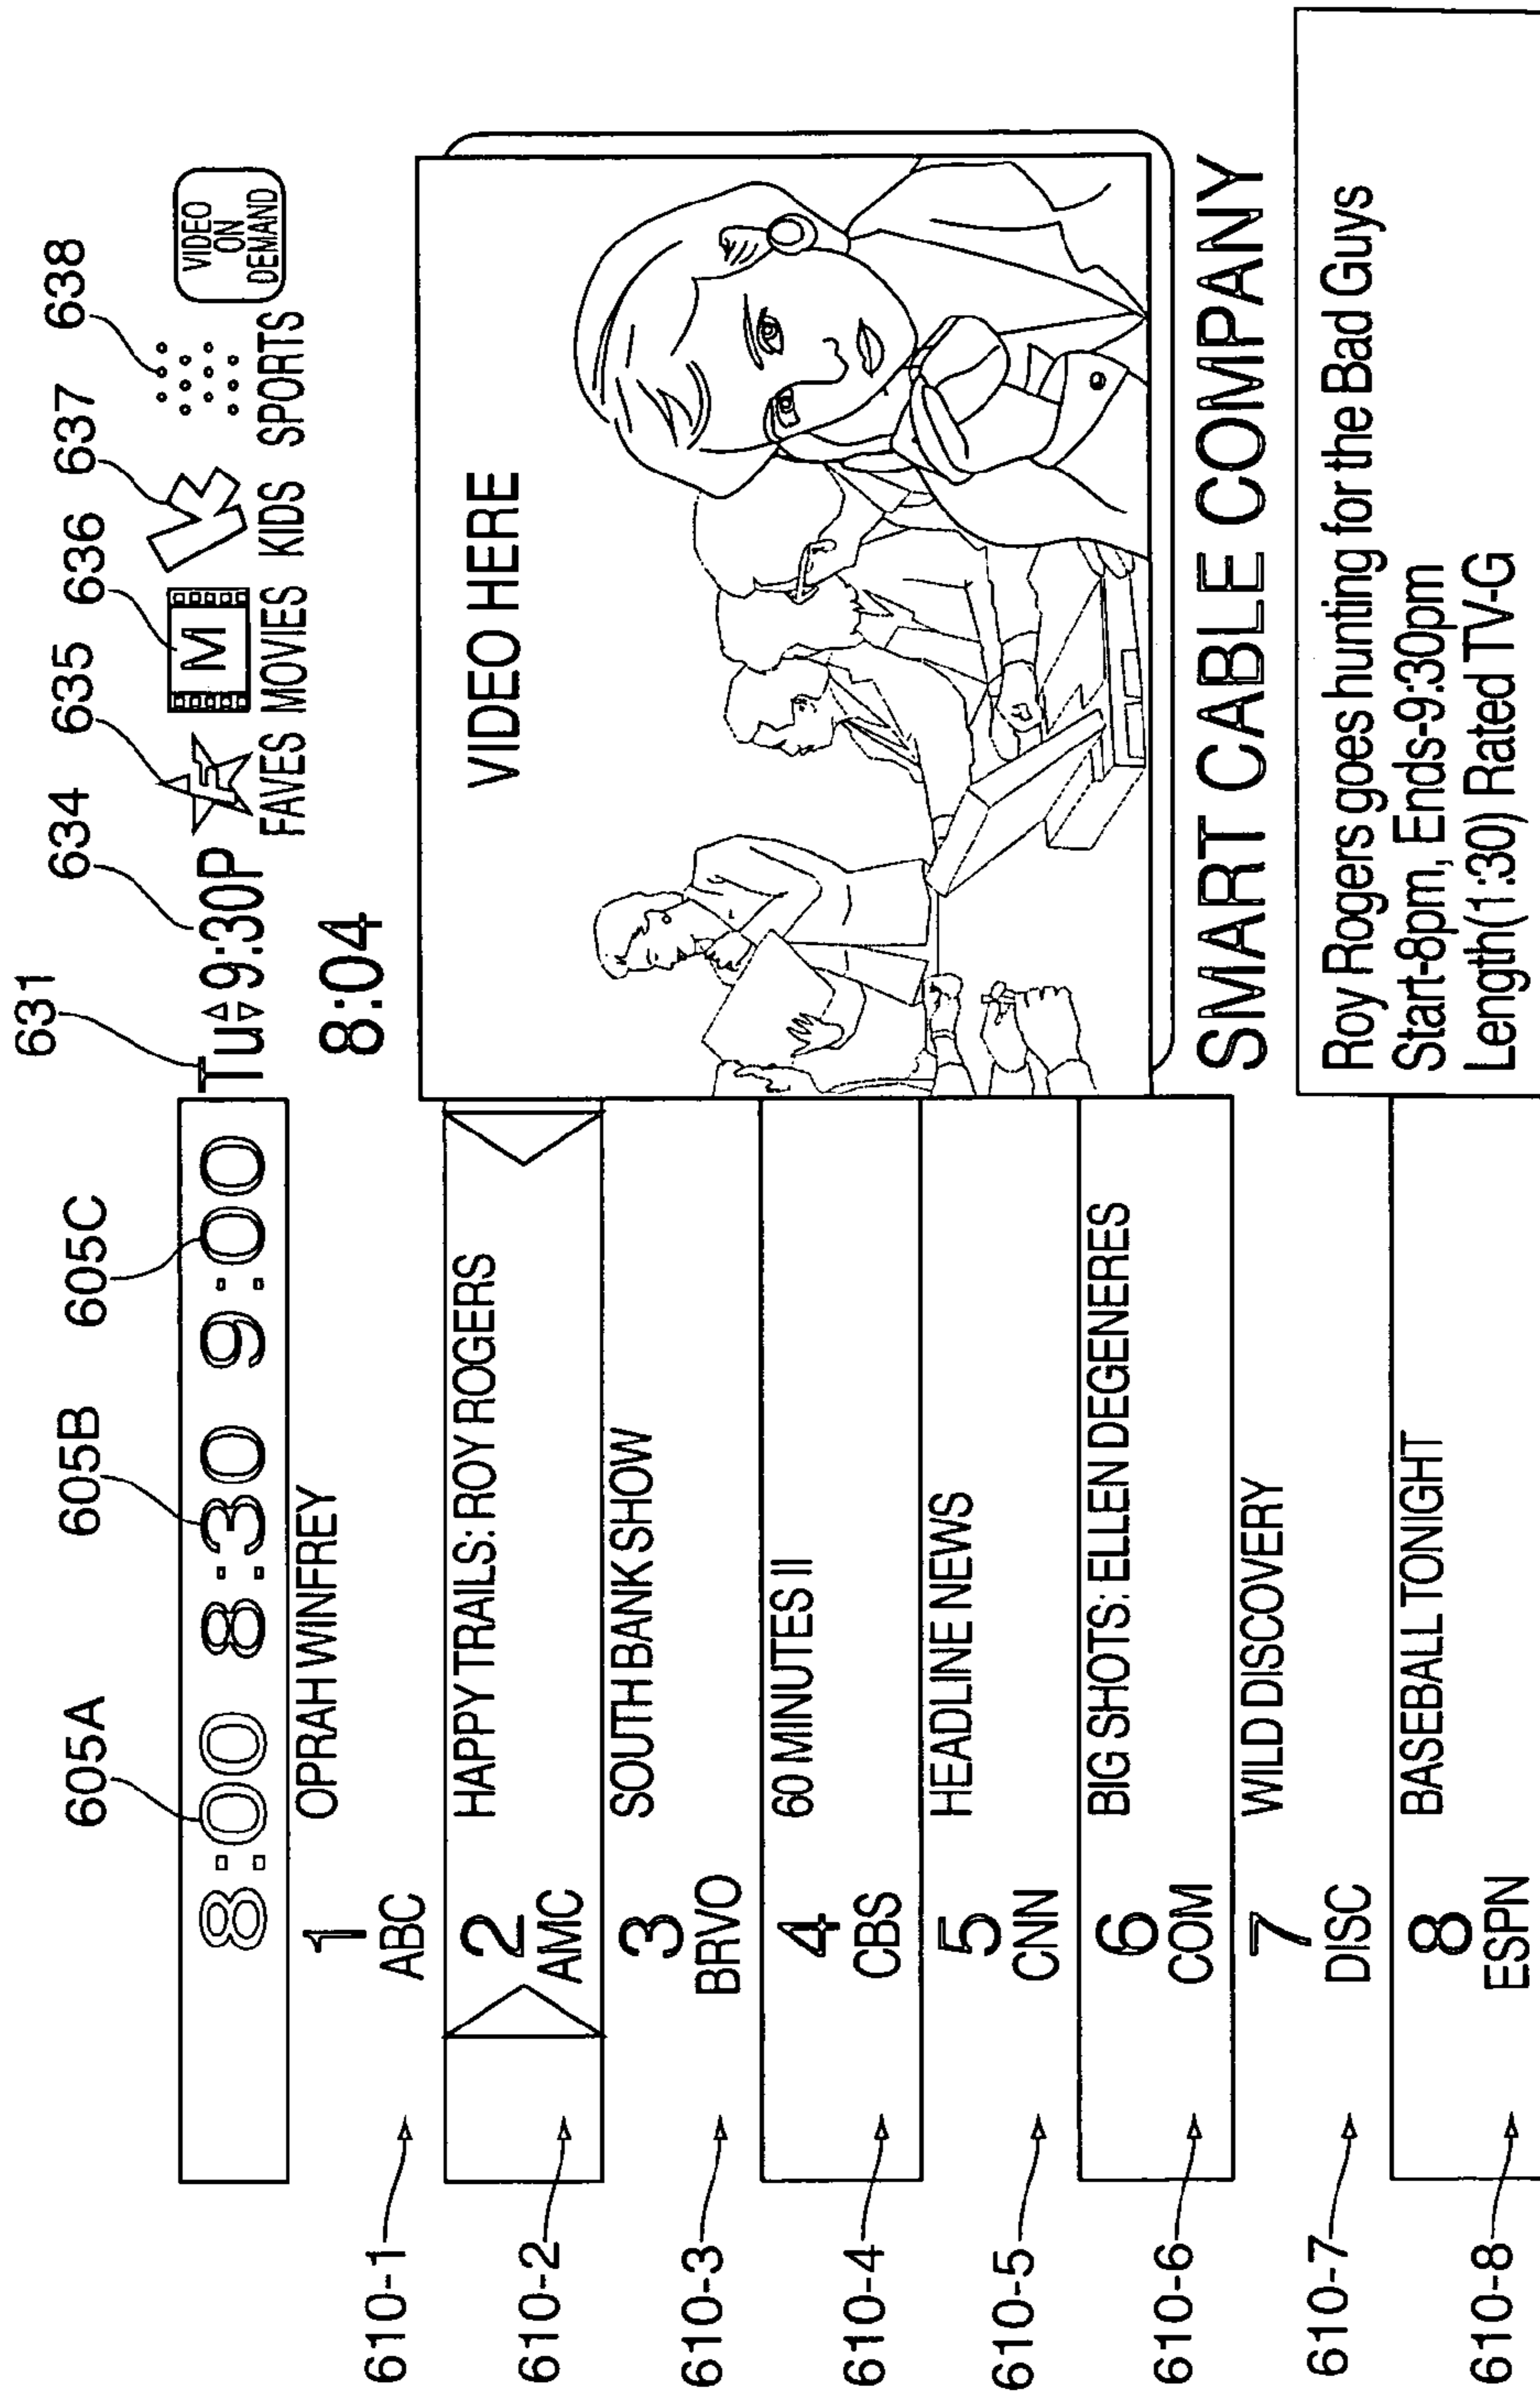 631
634
635
636
637
638
605A
605B
605C
8:00 8:30 9:00
Tu 9:30P
F
M
VIDEO
ON
DEMAND
FAVES MOVIES KIDS SPORTS
8:04
610-1
1
ABC
OPRAH WINFREY
610-2
2
AMC
HAPPY TRAILS: ROY ROGERS
610-3
3
BRVO
SOUTH BANK SHOW
610-4
4
CBS
60 MINUTES II
610-5
5
CNN
HEADLINE NEWS
610-6
6
COM
BIG SHOTS: ELLEN DEGENERES
610-7
7
DISC
WILD DISCOVERY
610-8
8
ESPN
BASEBALL TONIGHT
VIDEO HERE
SMART CABLE COMPANY
Roy Rogers goes hunting for the Bad Guys
Start-8pm, Ends-9:30pm
Length(1:30) Rated TV-G